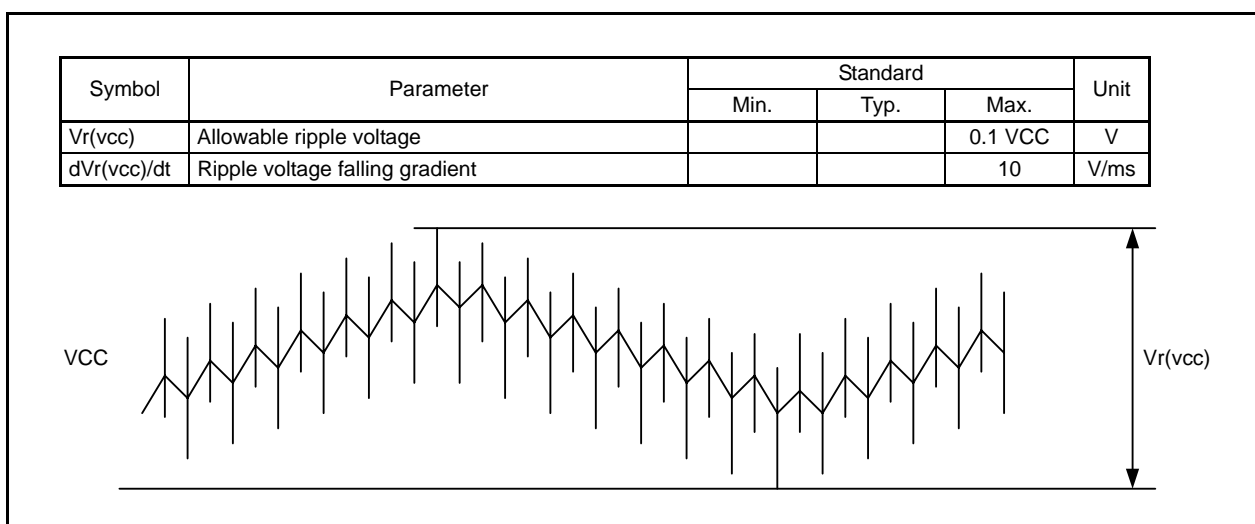 Symbol Parameter Standard Unit
Min. Typ. Max.
Vr(vcc) Allowable ripple voltage 0.1 VCC V
dVr(vcc)/dt Ripple voltage falling gradient 10 V/ms
VCC
Vr(vcc)